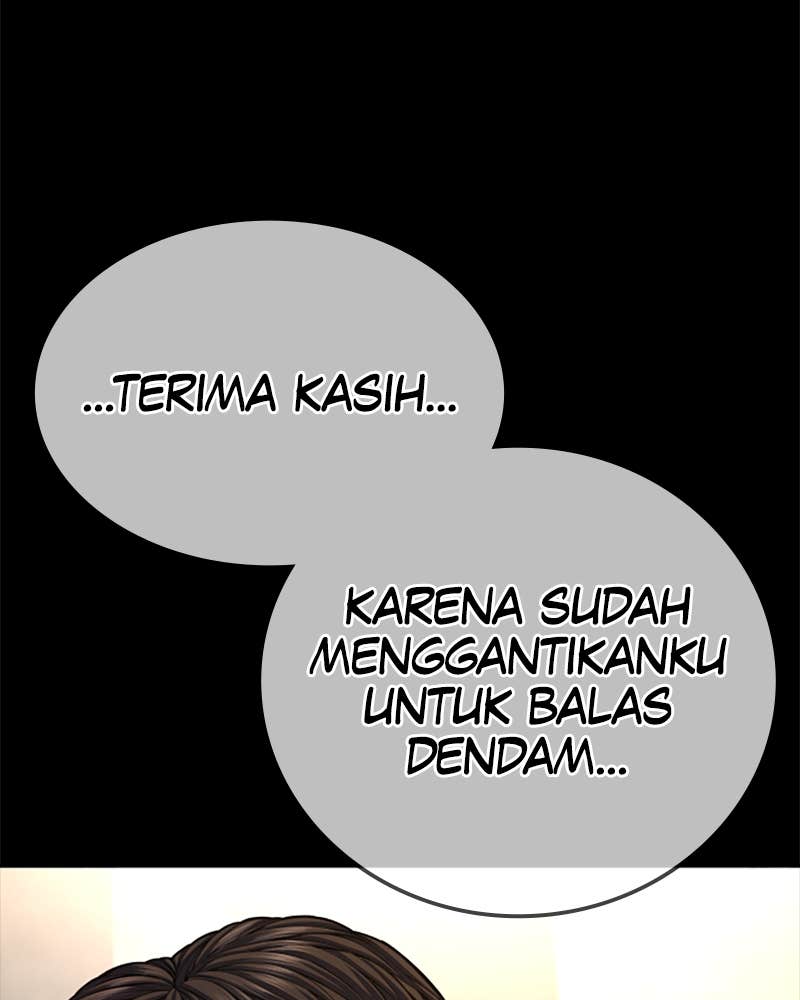 ...TERIMA KASIH...
KARENA SUDAH
MENGGANTIKANKU
UNTUK BALAS
DENDAM...